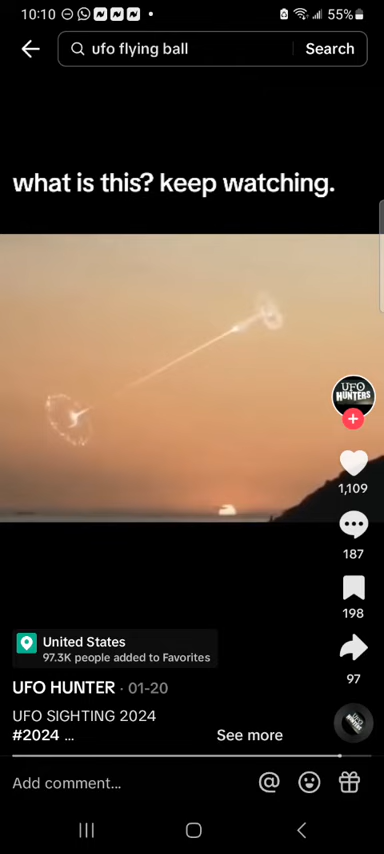 10:10
55%
ufo flying ball
Search
what is this? keep watching.
UFO
HUNTERS
1,109
187
198
97
United States
97.3K people added to Favorites
UFO HUNTER · 01-20
UFO SIGHTING 2024
#2024 ...
See more
Add comment...